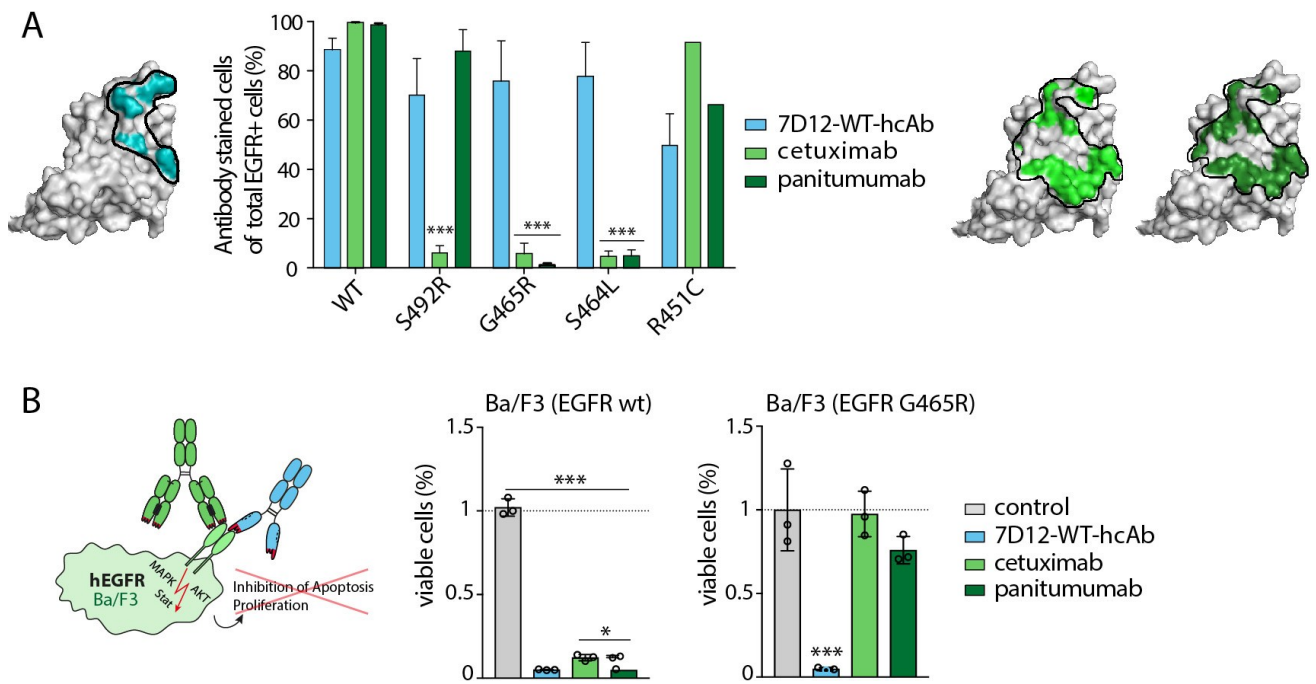 A
Antibody stained cells
of total EGFR+ cells (%)
100
80
60
40
20
0
***
***
***
WT
S492R
G465R
S464L
R451C
7D12-WT-hcAb
cetuximab
panitumumab
B
hEGFR
Ba/F3
MAPK
Stat
AKT
Inhibition of Apoptosis
Proliferation
Ba/F3 (EGFR wt)
viable cells (%)
1.5
1
0.5
0
***
*
Ba/F3 (EGFR G465R)
viable cells (%)
1.5
1
0.5
0
***
control
7D12-WT-hcAb
cetuximab
panitumumab